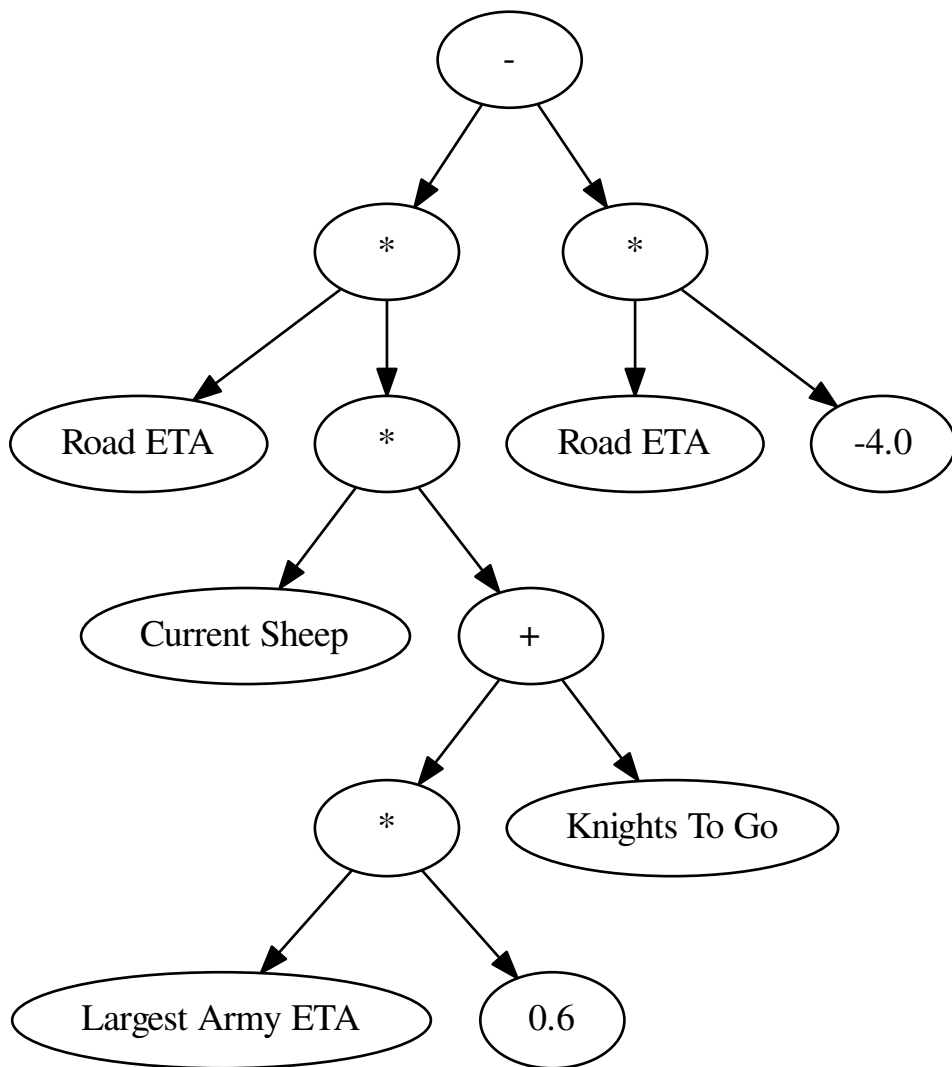 -
*
*
Road ETA
*
Road ETA
-4.0
Current Sheep
+
*
Knights To Go
Largest Army ETA
0.6